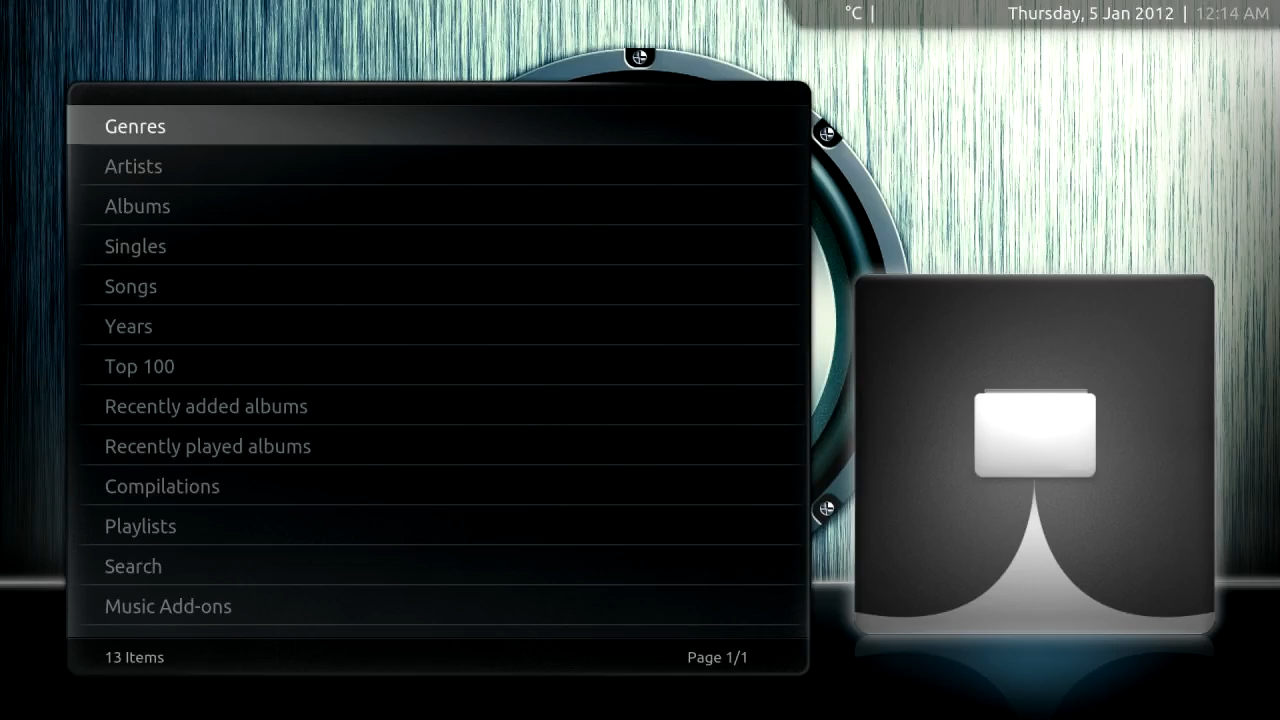 °C | Thursday, 5 Jan 2012 | 12:14 AM
Genres
Artists
Albums
Singles
Songs
Years
Top 100
Recently added albums
Recently played albums
Compilations
Playlists
Search
Music Add-ons
13 Items Page 1/1